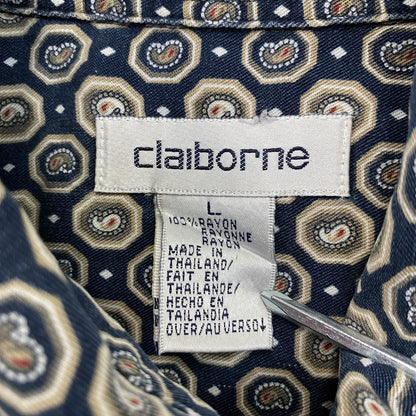 claiborne
L
100% RAYON
RAYONNE
RAYON
MADE IN
THAILAND/
FAIT EN
THAILANDE/
HECHO EN
TAILANDIA
OVER/AU VERSO↓